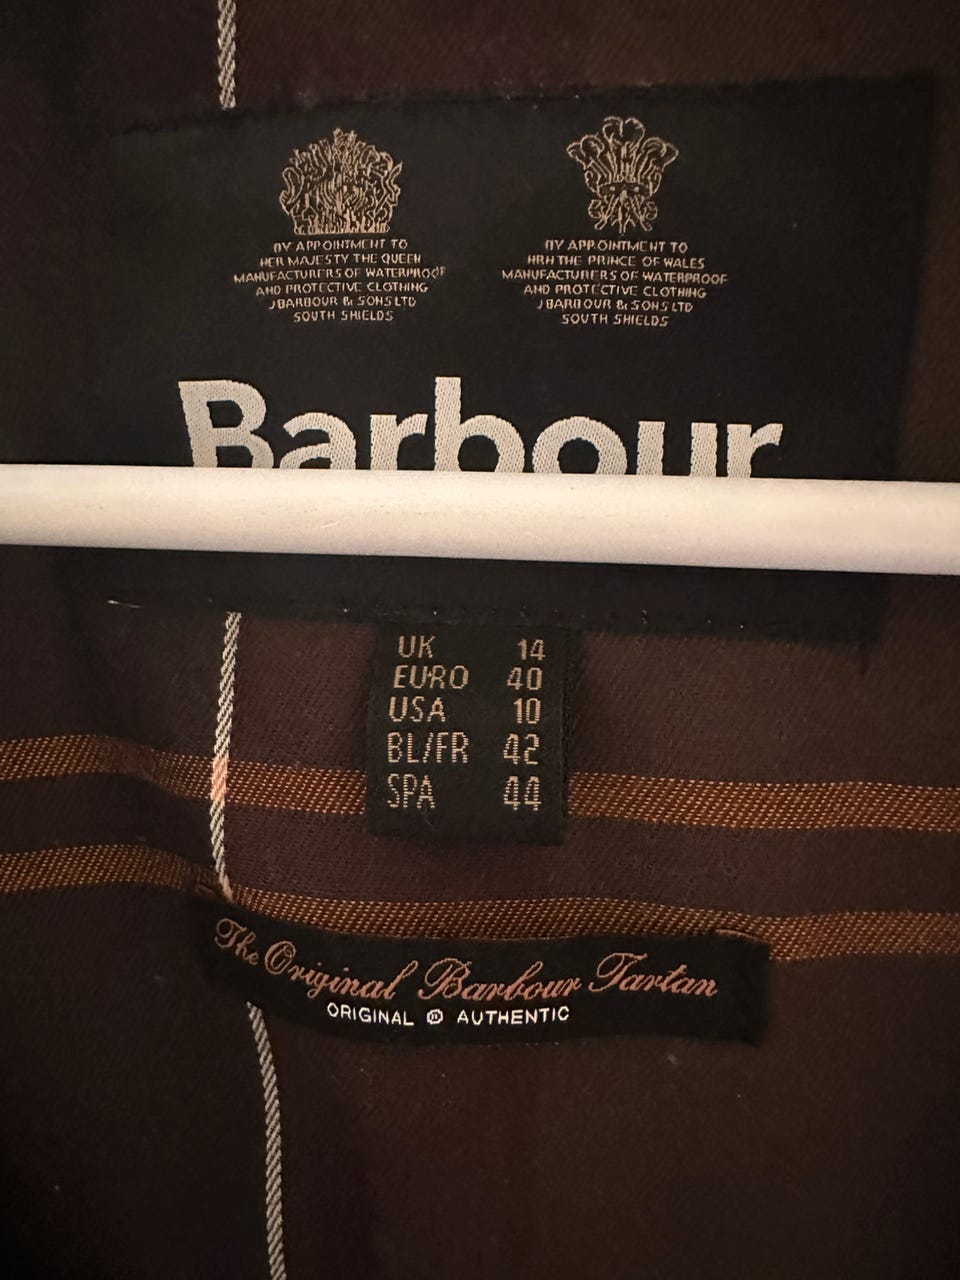 BY APPOINTMENT TO
HER MAJESTY THE QUEEN
MANUFACTURERS OF WATERPROOF
AND PROTECTIVE CLOTHING
J BARBOUR & SONS LTD
SOUTH SHIELDS
BY APPOINTMENT TO
HRH THE PRINCE OF WALES
MANUFACTURERS OF WATERPROOF
AND PROTECTIVE CLOTHING
J BARBOUR & SONS LTD
SOUTH SHIELDS
Barbour
UK 14
EURO 40
USA 10
BL/FR 42
SPA 44
The Original Barbour Tartan
ORIGINAL AUTHENTIC